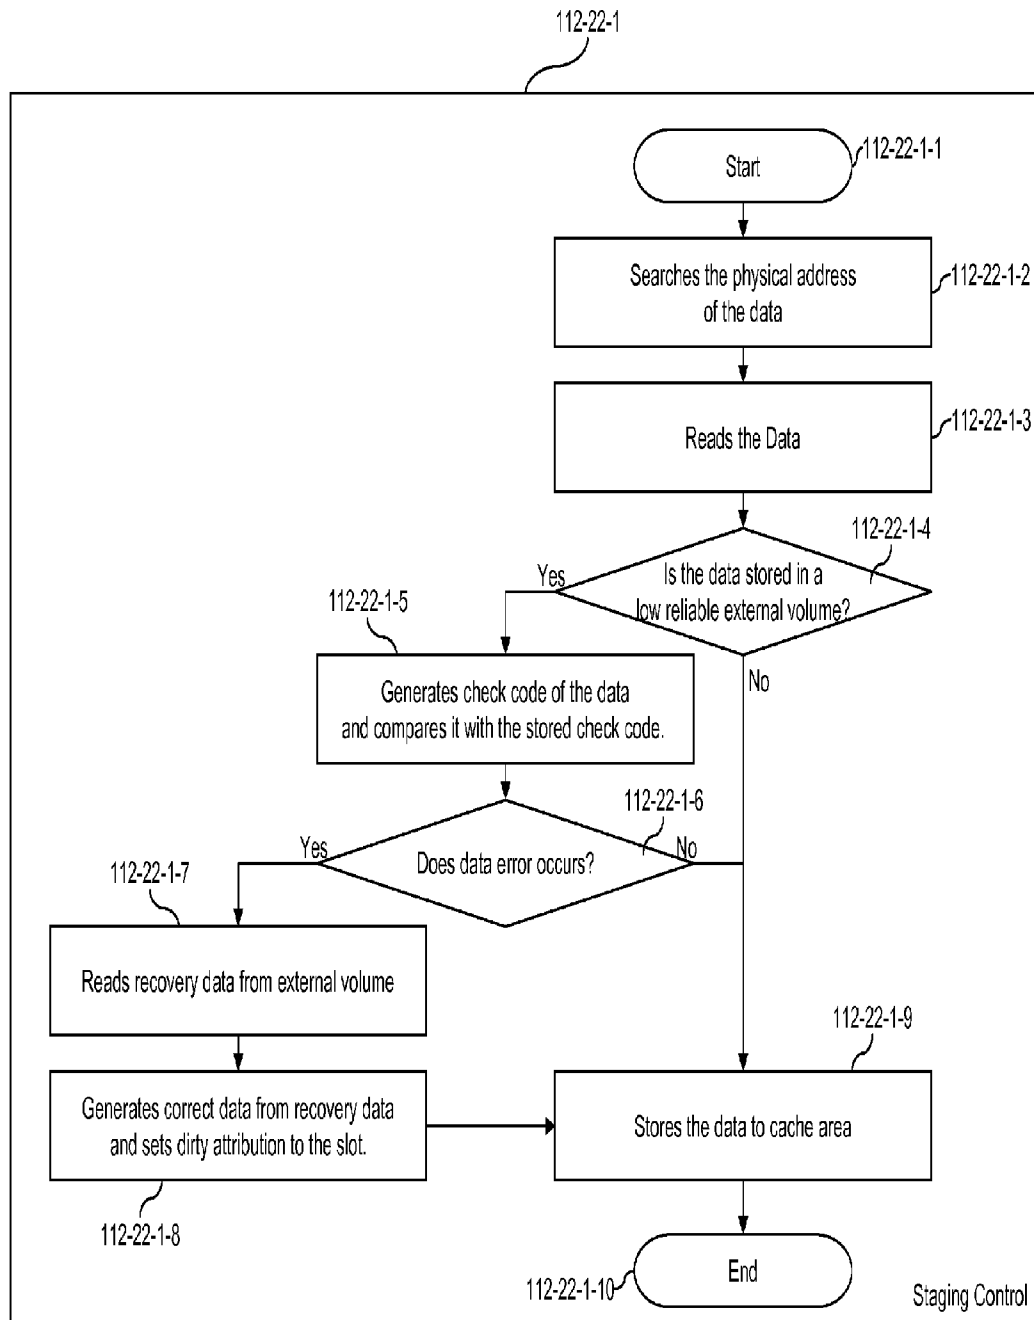 112-22-1
Start
112-22-1-1
Searches the physical address
of the data
112-22-1-2
Reads the Data
112-22-1-3
112-22-1-4
Is the data stored in a
low reliable external volume?
Yes
No
112-22-1-5
Generates check code of the data
and compares it with the stored check code.
112-22-1-6
Does data error occurs?
Yes
No
112-22-1-7
Reads recovery data from external volume
Generates correct data from recovery data
and sets dirty attribution to the slot.
112-22-1-8
112-22-1-9
Stores the data to cache area
End
112-22-1-10
Staging Control